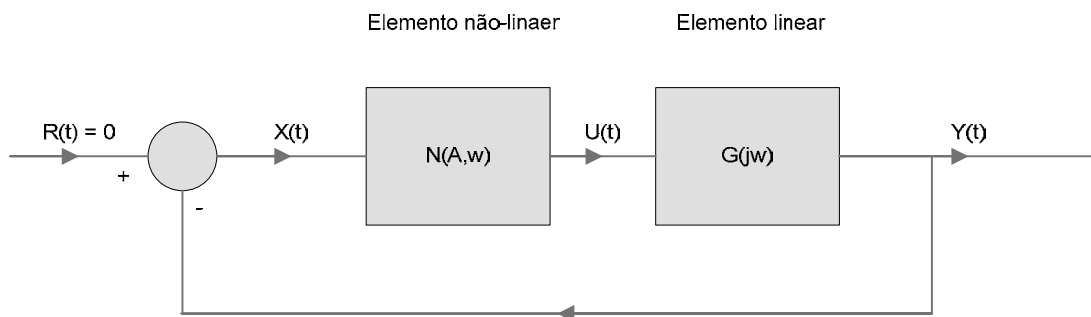 Elemento não-linaer
Elemento linear
R(t) = 0
X(t)
U(t)
Y(t)
N(A,w)
G(jw)
+
-